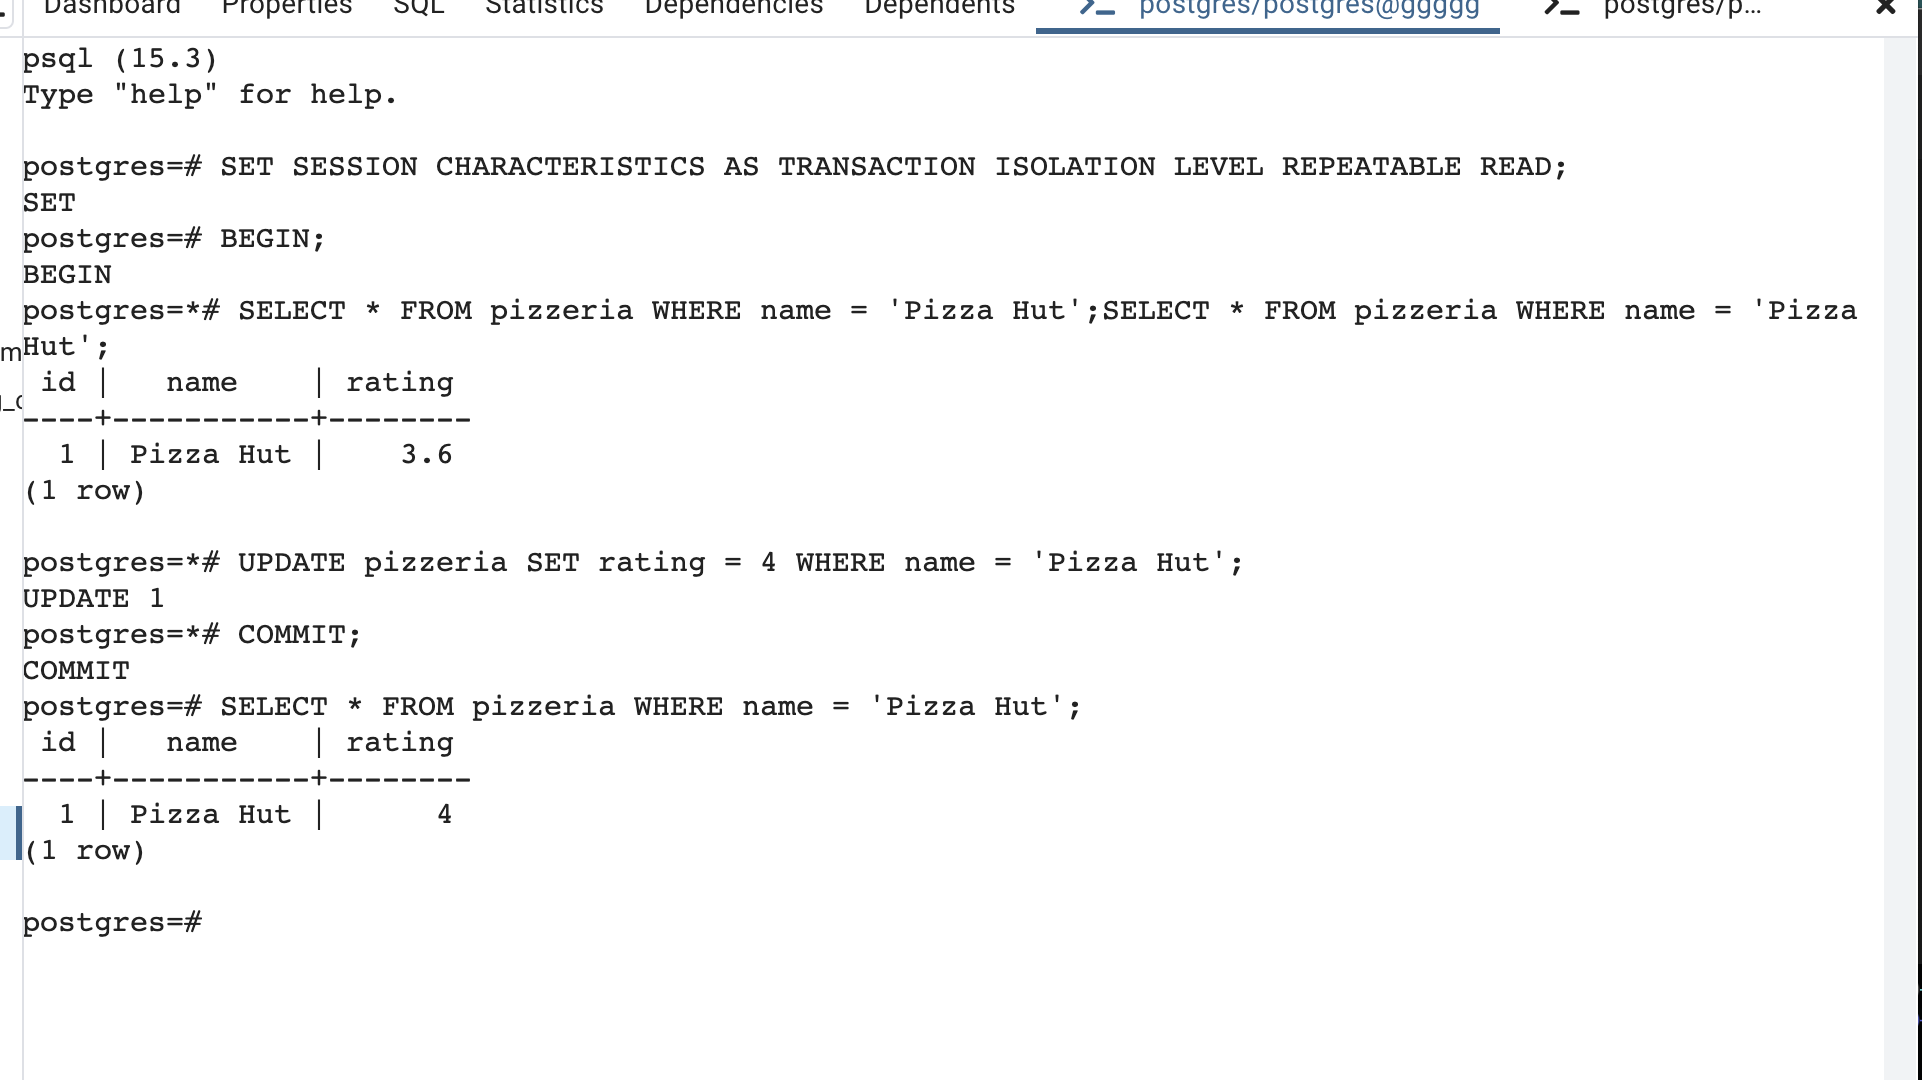 Dashboard Properties SQL Statistics Dependencies Dependents >_ postgres/postgres@ggggg >_ postgres/p...
psql (15.3)
Type "help" for help.
postgres=# SET SESSION CHARACTERISTICS AS TRANSACTION ISOLATION LEVEL REPEATABLE READ;
SET
postgres=# BEGIN;
BEGIN
postgres=*# SELECT * FROM pizzeria WHERE name = 'Pizza Hut';SELECT * FROM pizzeria WHERE name = 'Pizza
Hut';
 id |   name    | rating
----+-----------+--------
  1 | Pizza Hut |    3.6
(1 row)
postgres=*# UPDATE pizzeria SET rating = 4 WHERE name = 'Pizza Hut';
UPDATE 1
postgres=*# COMMIT;
COMMIT
postgres=# SELECT * FROM pizzeria WHERE name = 'Pizza Hut';
 id |   name    | rating
----+-----------+--------
  1 | Pizza Hut |      4
(1 row)
postgres=#